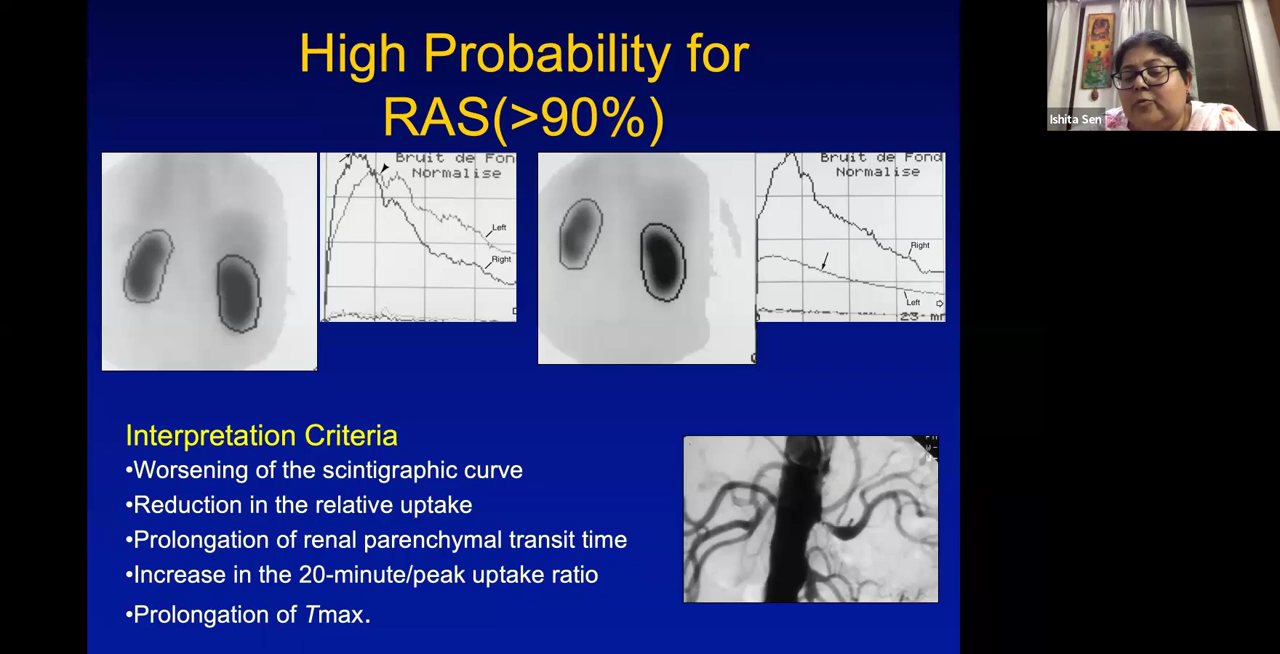 High Probability for
RAS(>90%)
Ishita Sen
Bruit de Fon
Normalise
Left
Right
Bruit de Fond
Normalise
Right
Left
Interpretation Criteria
•Worsening of the scintigraphic curve
•Reduction in the relative uptake
•Prolongation of renal parenchymal transit time
•Increase in the 20-minute/peak uptake ratio
•Prolongation of Tmax.